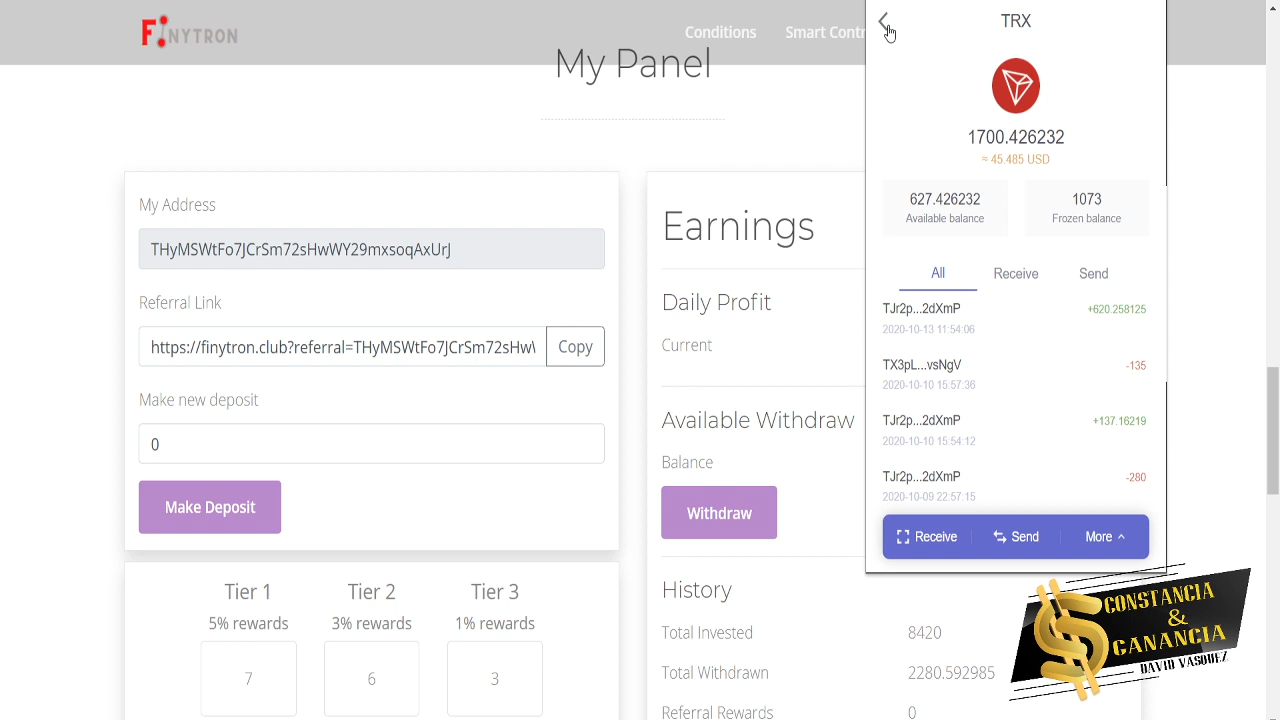 FINYTRON
Conditions
Smart Contr
My Panel
My Address
THyMSWtFo7JCrSm72sHwWY29mxsoqAxUrJ
Referral Link
https://finytron.club?referral=THyMSWtFo7JCrSm72sHw\
Copy
Make new deposit
0
Make Deposit
Tier 1
Tier 2
Tier 3
5% rewards
3% rewards
1% rewards
7
6
3
Earnings
Daily Profit
Current
Available Withdraw
Balance
Withdraw
History
Total Invested
8420
Total Withdrawn
2280.592985
Referral Rewards
0
TRX
1700.426232
≈ 45.485 USD
627.426232
Available balance
1073
Frozen balance
All
Receive
Send
TJr2p...2dXmP
+620.258125
2020-10-13 11:54:06
TX3pL...vsNgV
-135
2020-10-10 15:57:36
TJr2p...2dXmP
+137.16219
2020-10-10 15:54:12
TJr2p...2dXmP
-280
2020-10-09 22:57:15
Receive
Send
More
CONSTANCIA
&
GANANCIA
DAVID VASQUEZ